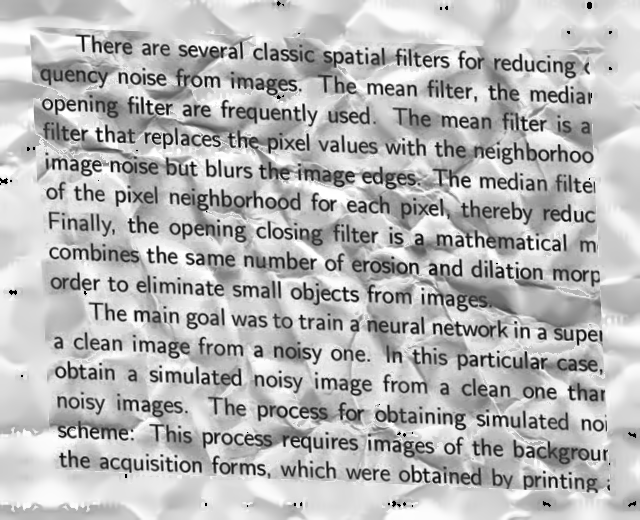 There are several classic spatial filters for reducing
quency noise from images. The mean filter, the median
opening filter are frequently used. The mean filter is a
filter that replaces the pixel values with the neighborhoo
image noise but blurs the image edges. The median filter
of the pixel neighborhood for each pixel, thereby reduc
Finally, the opening closing filter is a mathematical m
combines the same number of erosion and dilation morp
order to eliminate small objects from images.
The main goal was to train a neural network in a super
a clean image from a noisy one. In this particular case,
obtain a simulated noisy image from a clean one than
noisy images. The process for obtaining simulated noi
scheme: This process requires images of the backgroun
the acquisition forms, which were obtained by printing